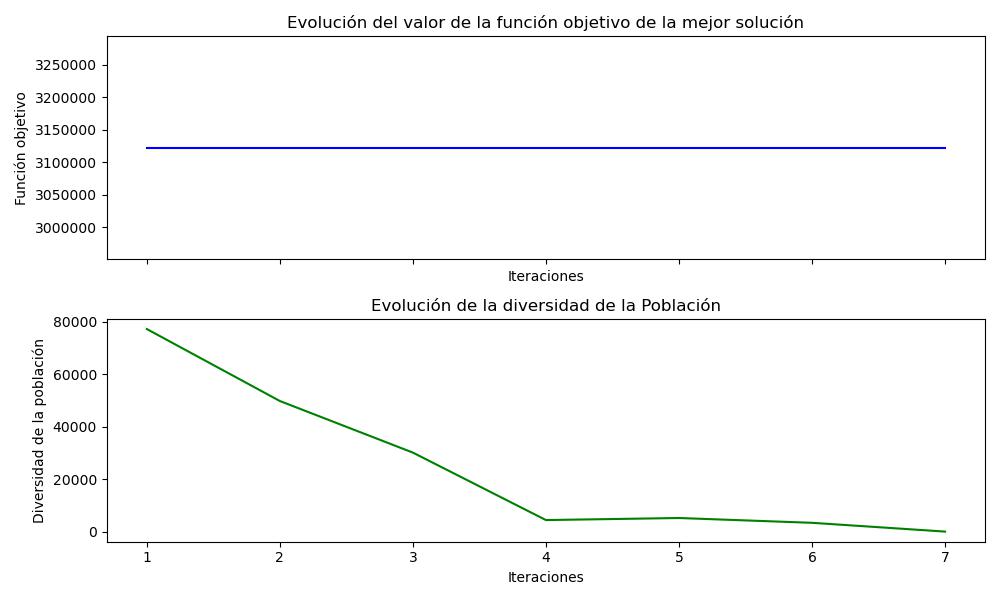 Evolución del valor de la función objetivo de la mejor solución
3250000
3200000
3150000
3100000
3050000
3000000
Función objetivo
Iteraciones
Evolución de la diversidad de la Población
80000
60000
40000
20000
0
Diversidad de la población
1 2 3 4 5 6 7
Iteraciones